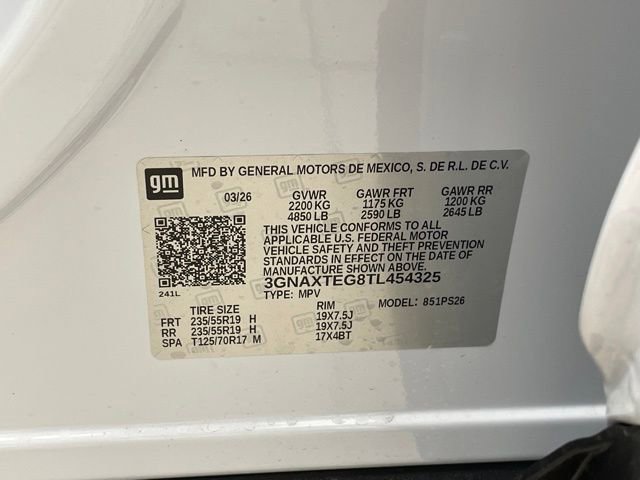 gm
MFD BY GENERAL MOTORS DE MEXICO, S. DE R.L. DE C.V.
03/26 GVWR GAWR FRT GAWR RR
2200 KG 1175 KG 1200 KG
4850 LB 2590 LB 2645 LB
THIS VEHICLE CONFORMS TO ALL
APPLICABLE U.S. FEDERAL MOTOR
VEHICLE SAFETY AND THEFT PREVENTION
STANDARDS IN EFFECT ON THE DATE OF
MANUFACTURE SHOWN ABOVE.
3GNAXTEG8TL454325
241L TYPE: MPV MODEL: 851PS26
TIRE SIZE RIM
FRT 235/55R19 H 19X7.5J
RR 235/55R19 H 19X7.5J
SPA T125/70R17 M 17X4BT